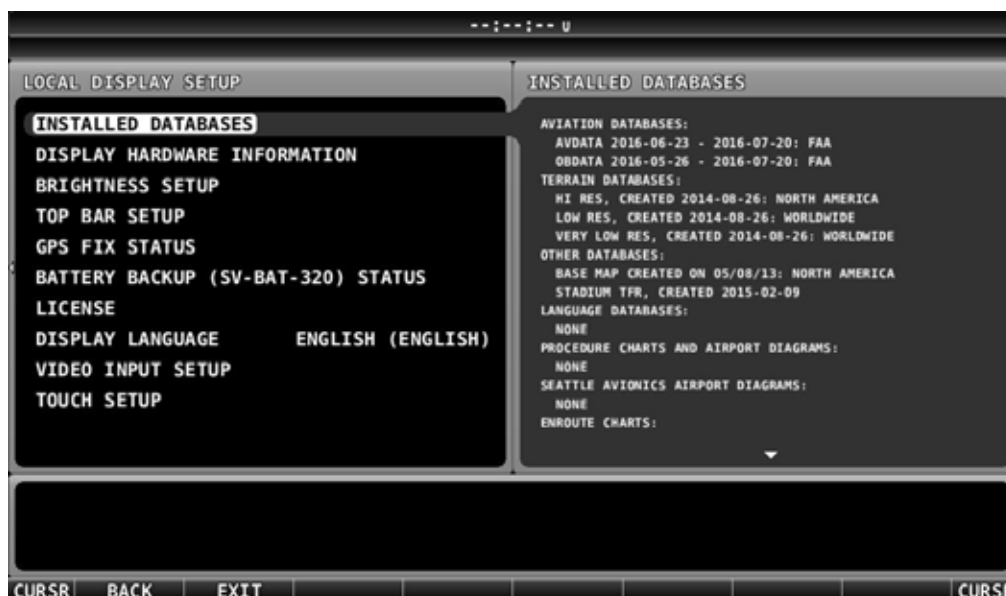 --:--:-- U
LOCAL DISPLAY SETUP
INSTALLED DATABASES
DISPLAY HARDWARE INFORMATION
BRIGHTNESS SETUP
TOP BAR SETUP
GPS FIX STATUS
BATTERY BACKUP (SV-BAT-320) STATUS
LICENSE
DISPLAY LANGUAGE ENGLISH (ENGLISH)
VIDEO INPUT SETUP
TOUCH SETUP
INSTALLED DATABASES
AVIATION DATABASES:
AVDATA 2016-06-23 - 2016-07-20: FAA
OBDATA 2016-05-26 - 2016-07-20: FAA
TERRAIN DATABASES:
HI RES, CREATED 2014-08-26: NORTH AMERICA
LOW RES, CREATED 2014-08-26: WORLDWIDE
VERY LOW RES, CREATED 2014-08-26: WORLDWIDE
OTHER DATABASES:
BASE MAP CREATED ON 05/08/13: NORTH AMERICA
STADIUM TFR, CREATED 2015-02-09
LANGUAGE DATABASES:
NONE
PROCEDURE CHARTS AND AIRPORT DIAGRAMS:
NONE
SEATTLE AVIONICS AIRPORT DIAGRAMS:
NONE
ENROUTE CHARTS:
CURSR BACK EXIT CURS